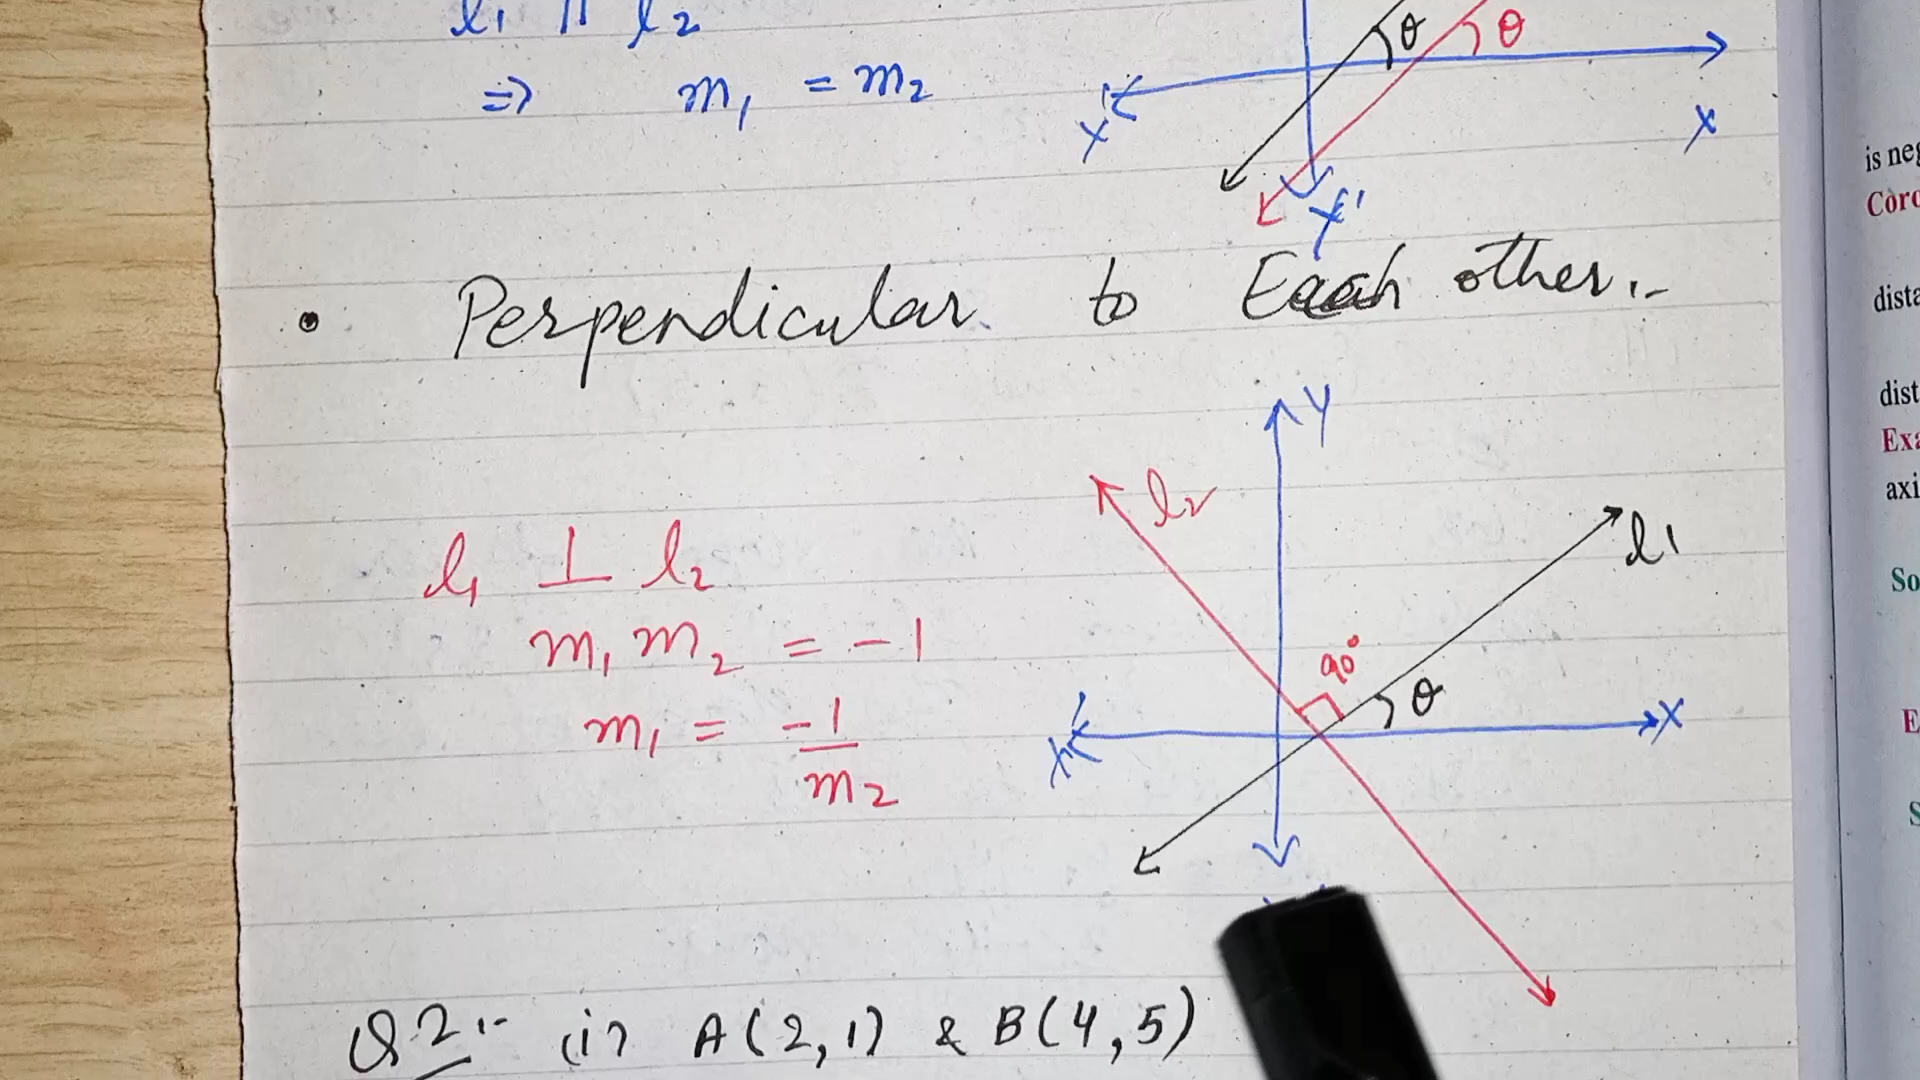 l₁ || l₂
θ θ
⇒ m₁ = m₂
X' X
Y'
• Perpendicular to Each other.-
Y
l₂
l₁
l₁ ⊥ l₂
m₁ m₂ = -1
90°
θ
m₁ = -1/m₂
X' X
Q2:- (i) A(2,1) & B(4,5)
is neg
Coro
dista
dist
Exa
axi
So
E
S